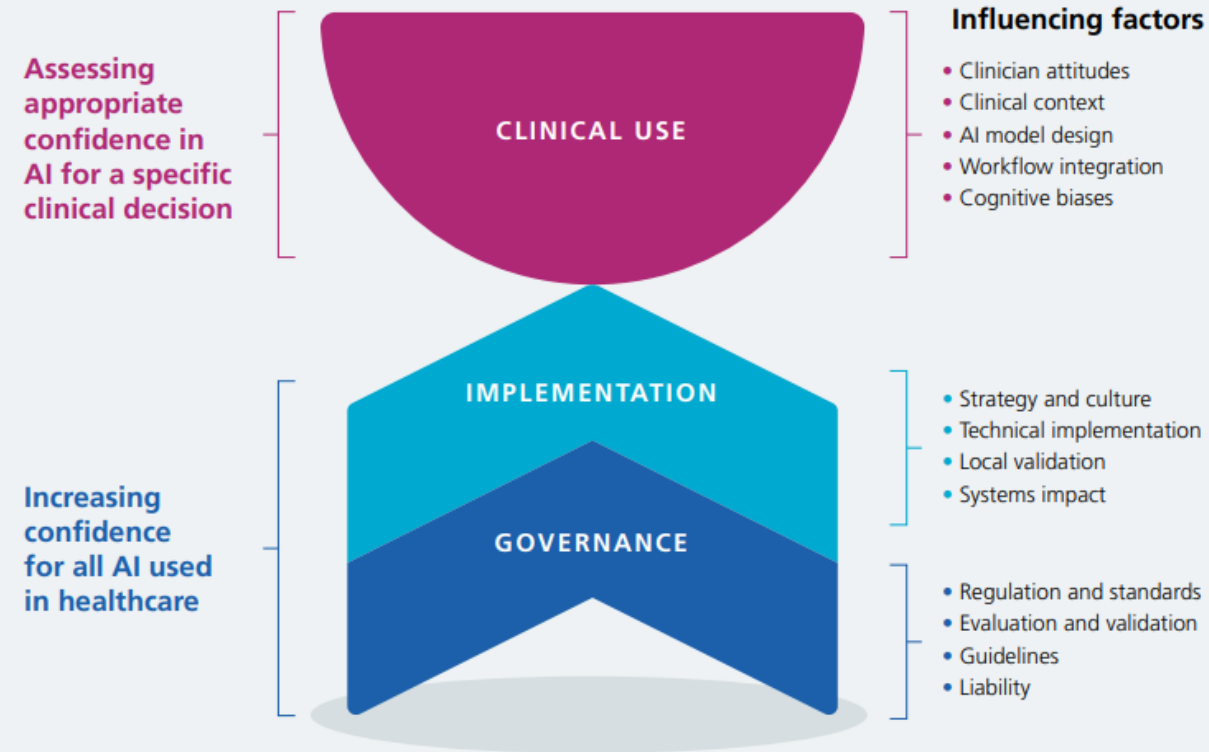 Assessing
appropriate
confidence in
AI for a specific
clinical decision
CLINICAL USE
Influencing factors
• Clinician attitudes
• Clinical context
• AI model design
• Workflow integration
• Cognitive biases
Increasing
confidence
for all AI used
in healthcare
IMPLEMENTATION
• Strategy and culture
• Technical implementation
• Local validation
• Systems impact
GOVERNANCE
• Regulation and standards
• Evaluation and validation
• Guidelines
• Liability